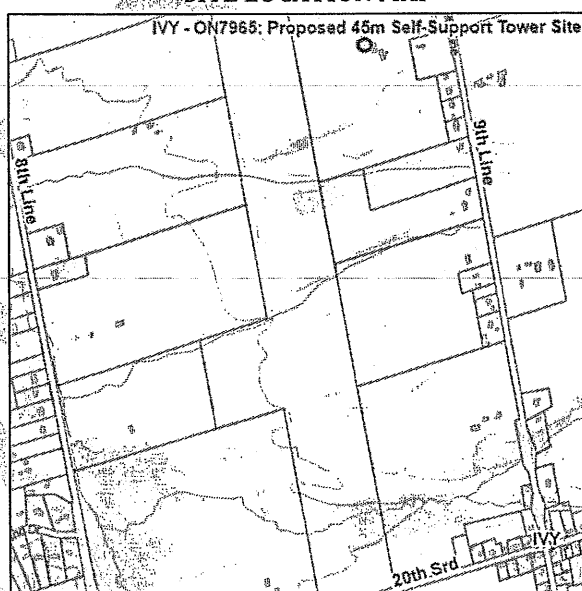 IVY - ON7965: Proposed 45m Self-Support Tower Site
8th Line
9th Line
IVY
20th Srd